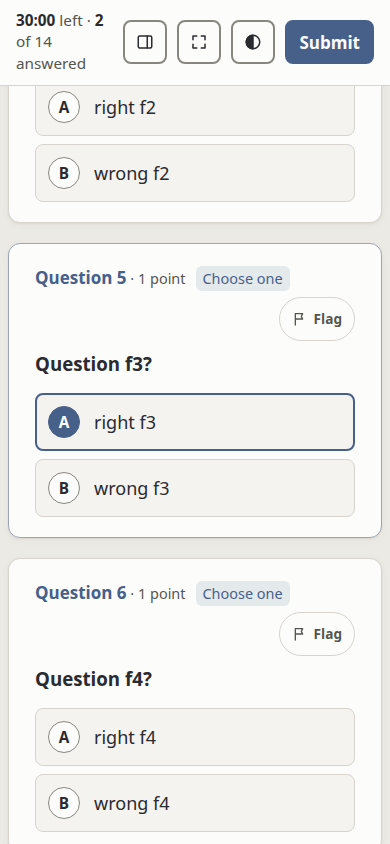 30:00 left · 2
of 14
answered
Submit
A right f2
B wrong f2
Question 5 · 1 point Choose one
Flag
Question f3?
A right f3
B wrong f3
Question 6 · 1 point Choose one
Flag
Question f4?
A right f4
B wrong f4